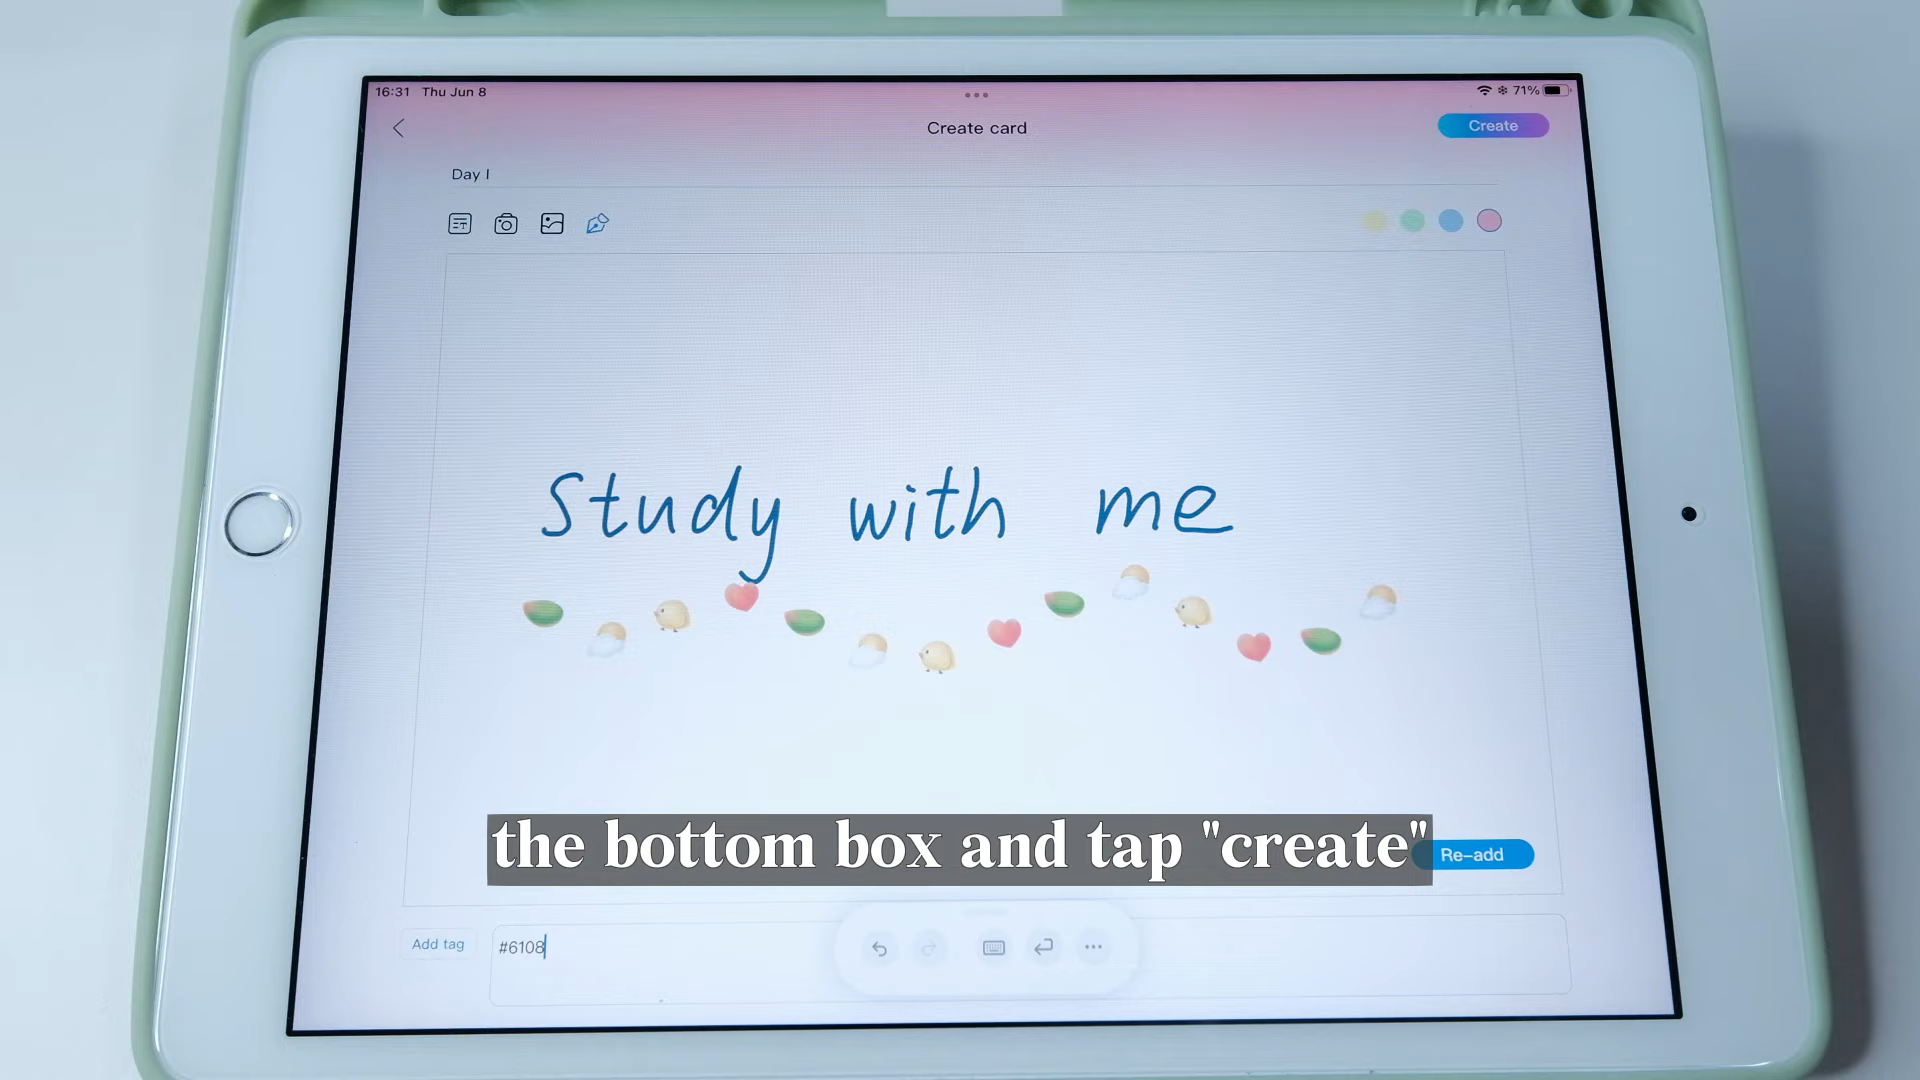 16:31 Thu Jun 8
71%
Create card
Create
Day 1
Study with me
the bottom box and tap "create"
Re-add
Add tag
#6108